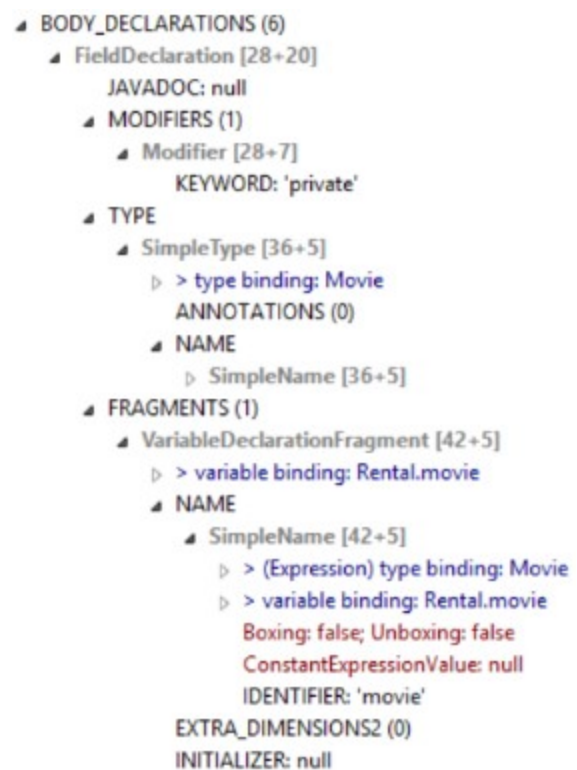 BODY_DECLARATIONS (6)
FieldDeclaration [28+20]
JAVADOC: null
MODIFIERS (1)
Modifier [28+7]
KEYWORD: 'private'
TYPE
SimpleType [36+5]
> type binding: Movie
ANNOTATIONS (0)
NAME
SimpleName [36+5]
FRAGMENTS (1)
VariableDeclarationFragment [42+5]
> variable binding: Rental.movie
NAME
SimpleName [42+5]
> (Expression) type binding: Movie
> variable binding: Rental.movie
Boxing: false; Unboxing: false
ConstantExpressionValue: null
IDENTIFIER: 'movie'
EXTRA_DIMENSIONS2 (0)
INITIALIZER: null